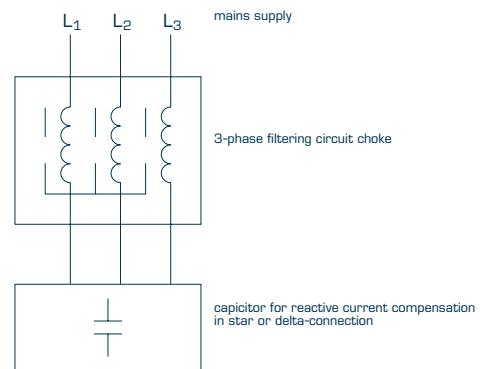 L1 L2 L3 mains supply
3-phase filtering circuit choke
capicitor for reactive current compensation
in star or delta-connection